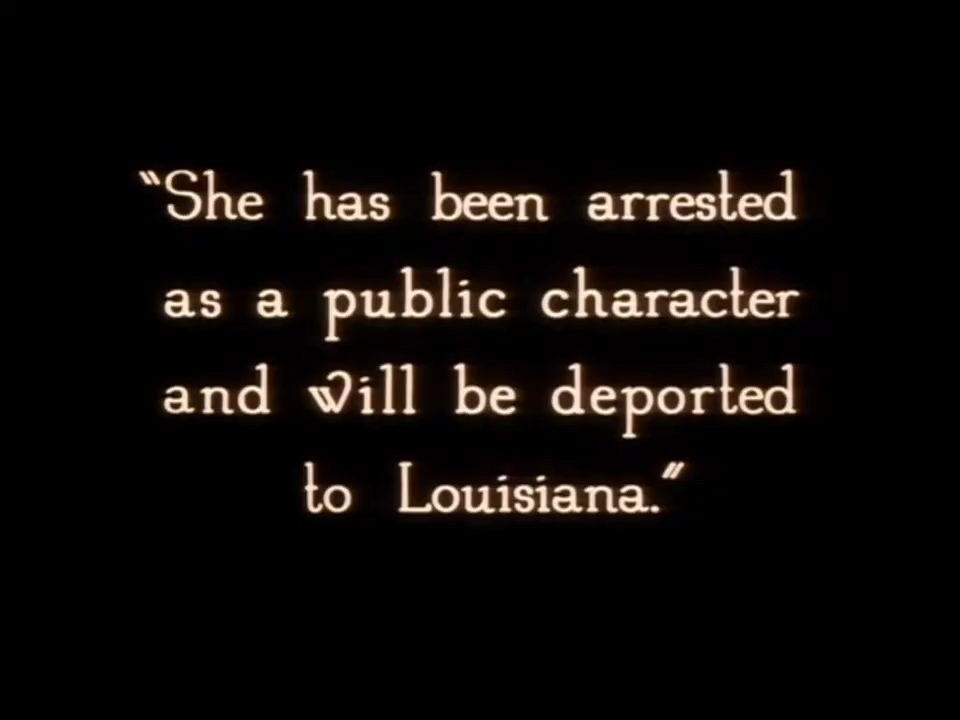 “She has been arrested
as a public character
and will be deported
to Louisiana.”